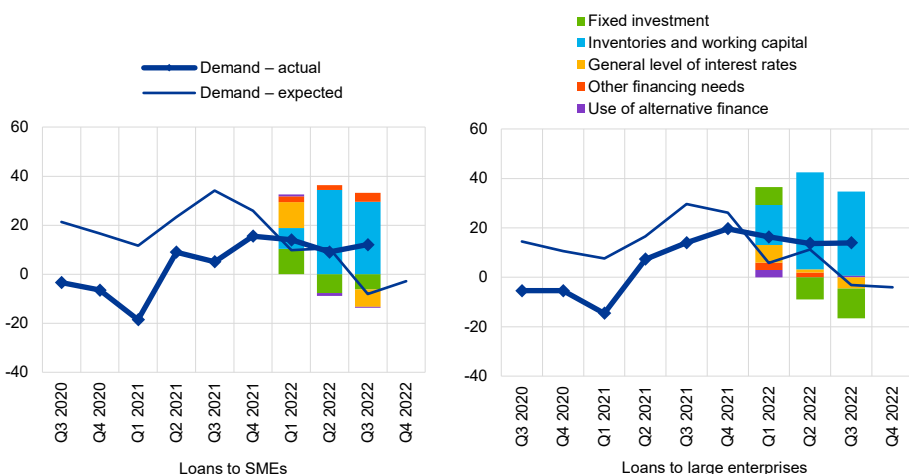 Demand – actual
Demand – expected
60
40
20
0
-20
-40
Q3 2020
Q4 2020
Q1 2021
Q2 2021
Q3 2021
Q4 2021
Q1 2022
Q2 2022
Q3 2022
Q4 2022
Loans to SMEs
Fixed investment
Inventories and working capital
General level of interest rates
Other financing needs
Use of alternative finance
60
40
20
0
-20
-40
Q3 2020
Q4 2020
Q1 2021
Q2 2021
Q3 2021
Q4 2021
Q1 2022
Q2 2022
Q3 2022
Q4 2022
Loans to large enterprises